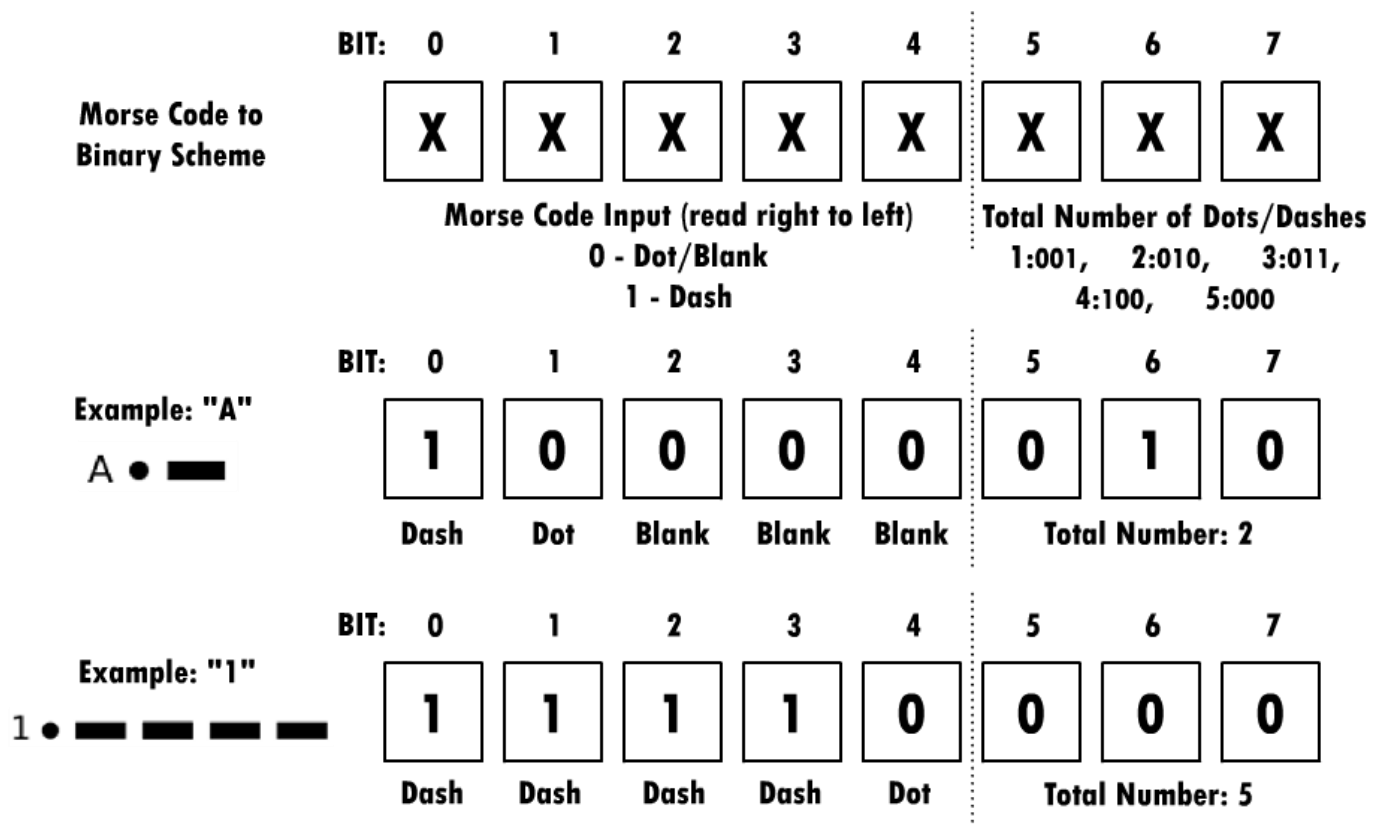 BIT: 0 1 2 3 4 5 6 7
Morse Code to
Binary Scheme
X X X X X X X X
Morse Code Input (read right to left)
0 - Dot/Blank
1 - Dash
Total Number of Dots/Dashes
1:001, 2:010, 3:011,
4:100, 5:000
BIT: 0 1 2 3 4 5 6 7
Example: "A"
A
1 0 0 0 0 0 1 0
Dash Dot Blank Blank Blank Total Number: 2
BIT: 0 1 2 3 4 5 6 7
Example: "1"
1
1 1 1 1 0 0 0 0
Dash Dash Dash Dash Dot Total Number: 5